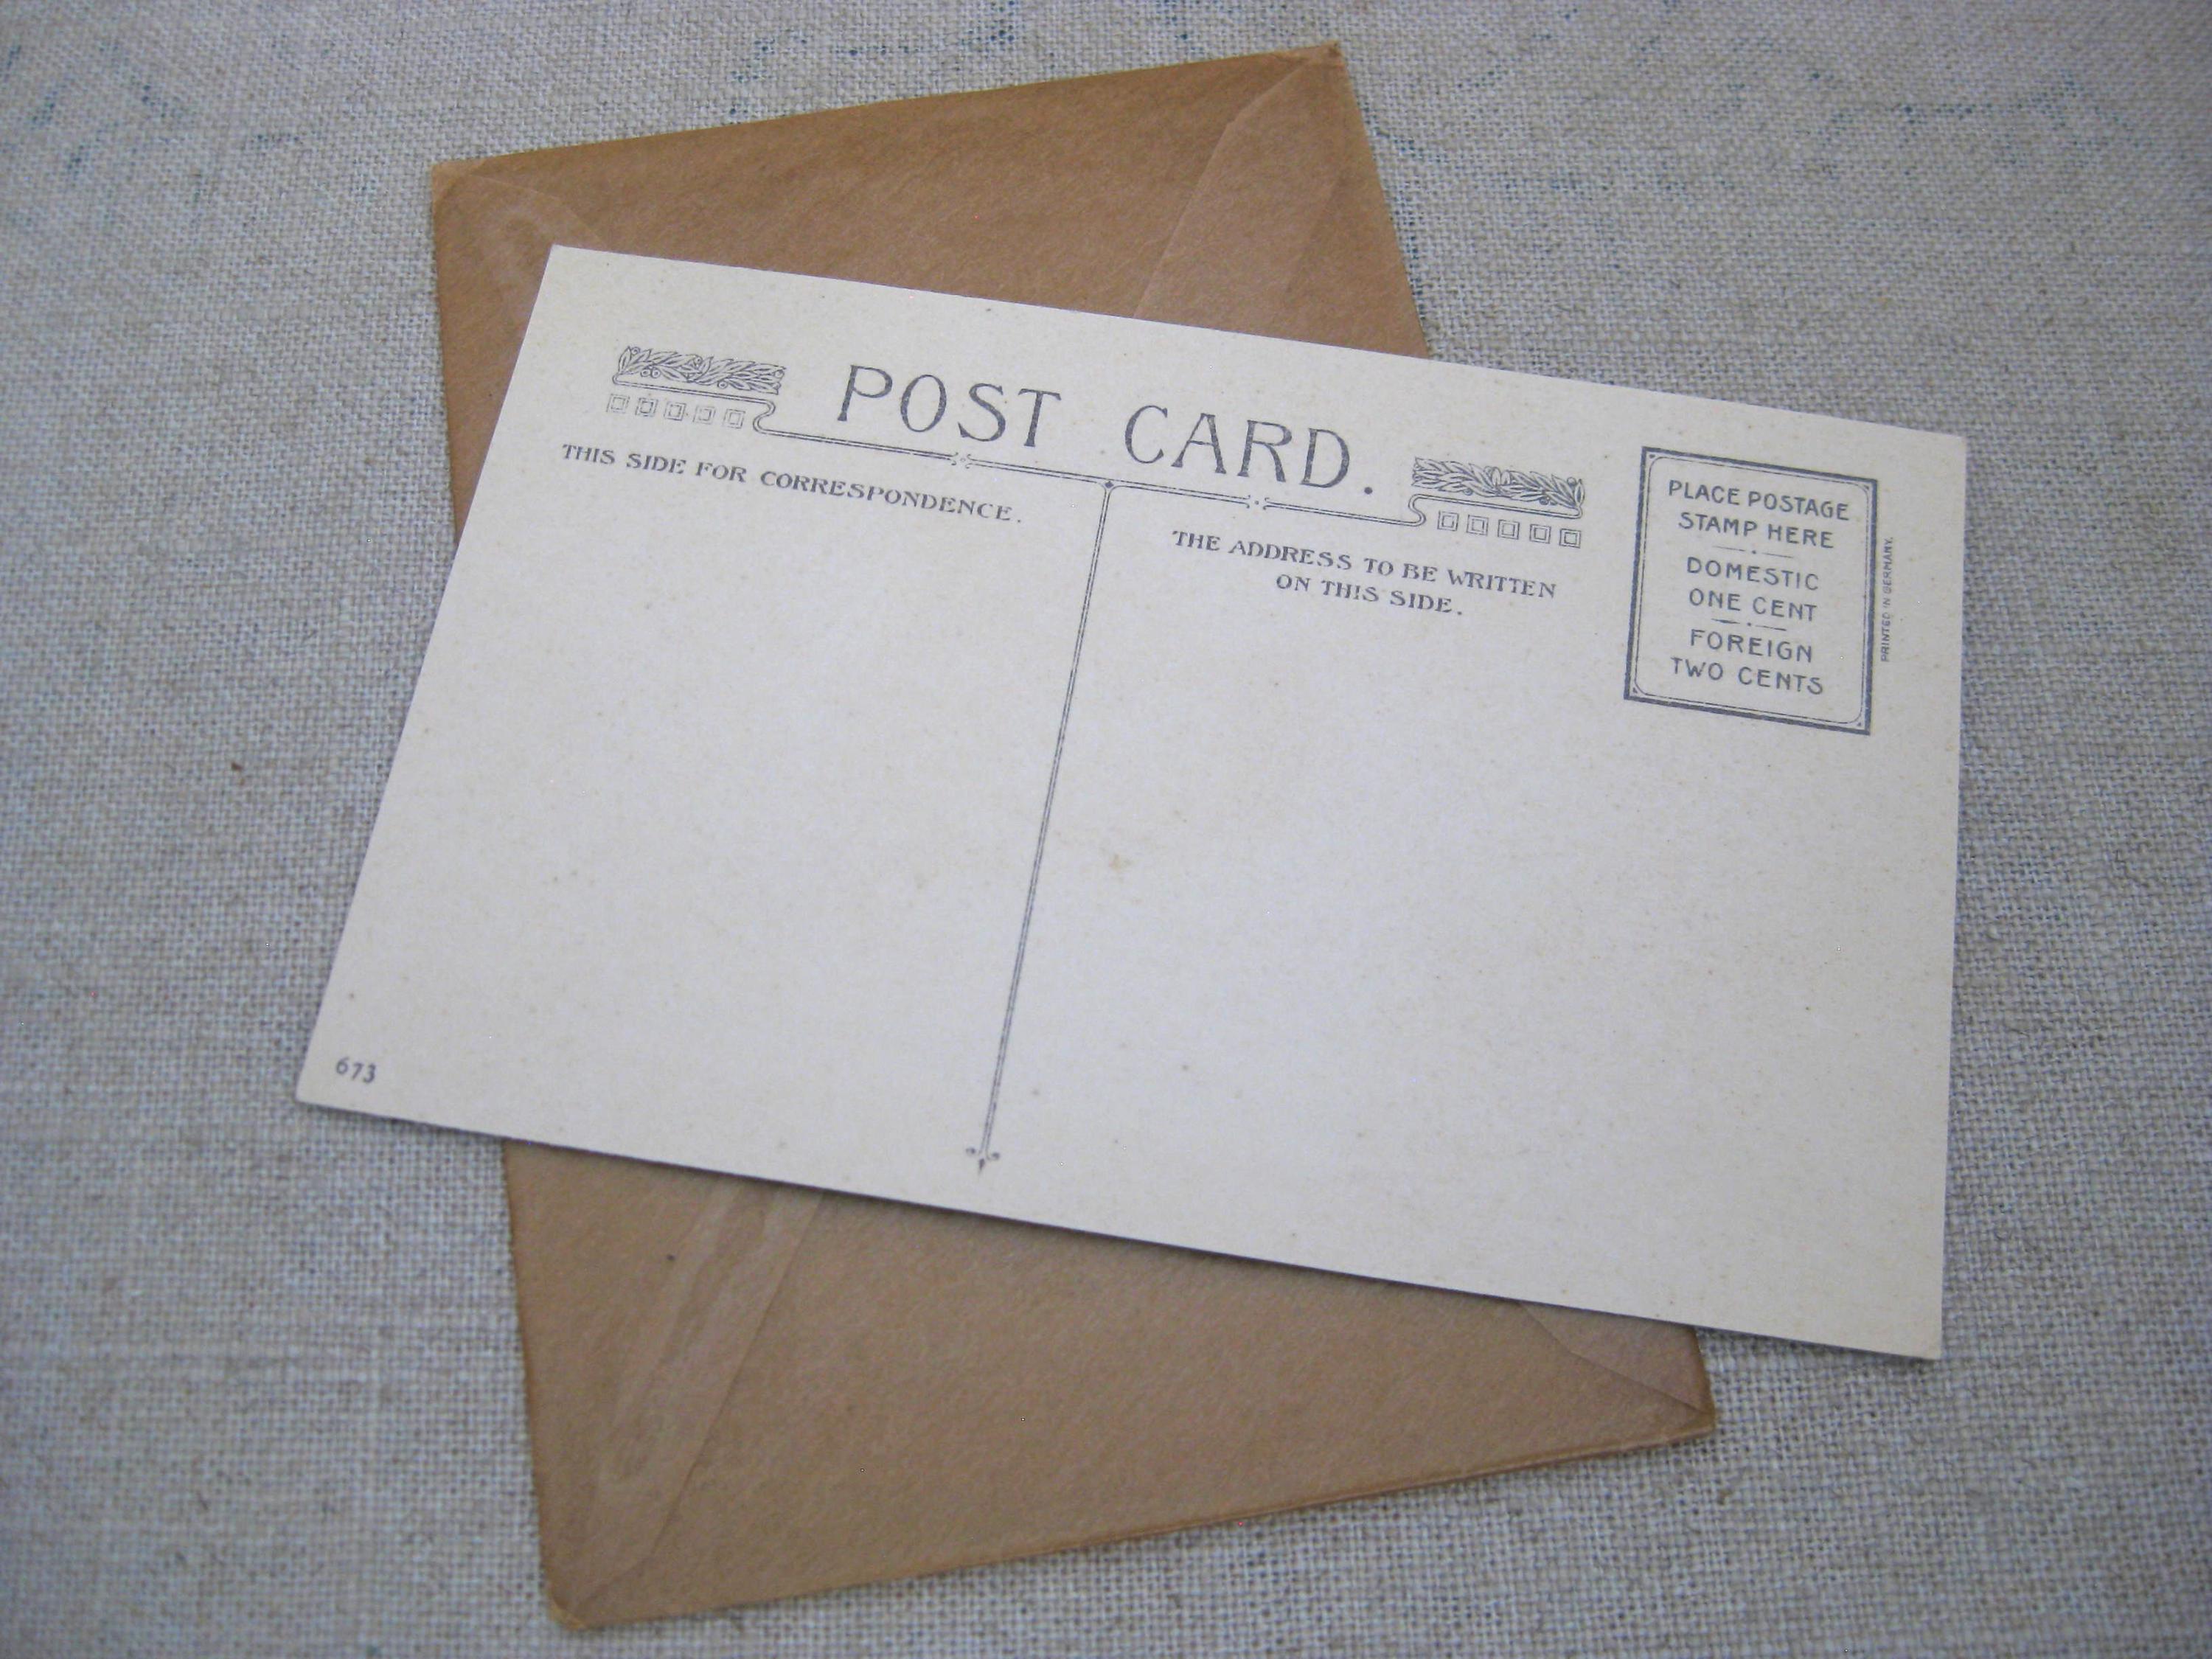 POST CARD.
THIS SIDE FOR CORRESPONDENCE.
THE ADDRESS TO BE WRITTEN
ON THIS SIDE.
PLACE POSTAGE
STAMP HERE
DOMESTIC
ONE CENT
FOREIGN
TWO CENTS
PRINTED IN GERMANY.
673